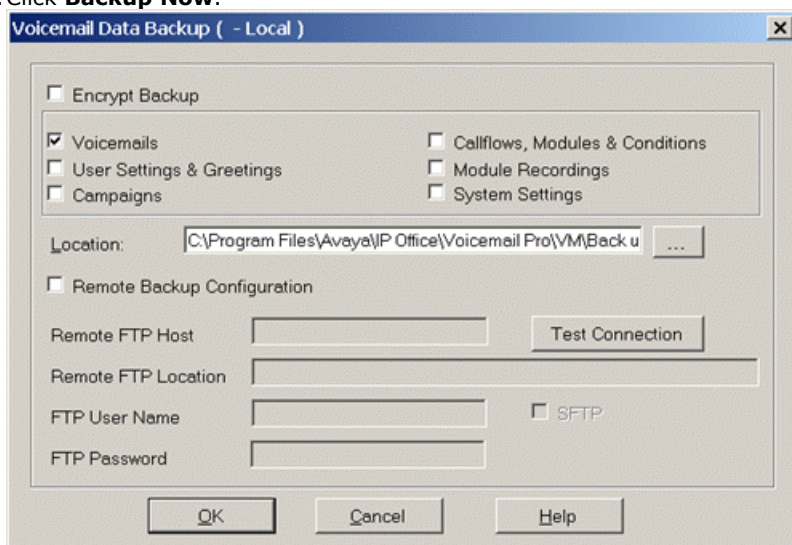 Click Backup Now.
Voicemail Data Backup ( - Local )
Encrypt Backup
Voicemails
Callflows, Modules & Conditions
User Settings & Greetings
Module Recordings
Campaigns
System Settings
Location:
C:\Program Files\Avaya\IP Office\Voicemail Pro\VM\Back u
...
Remote Backup Configuration
Remote FTP Host
Test Connection
Remote FTP Location
FTP User Name
SFTP
FTP Password
OK
Cancel
Help